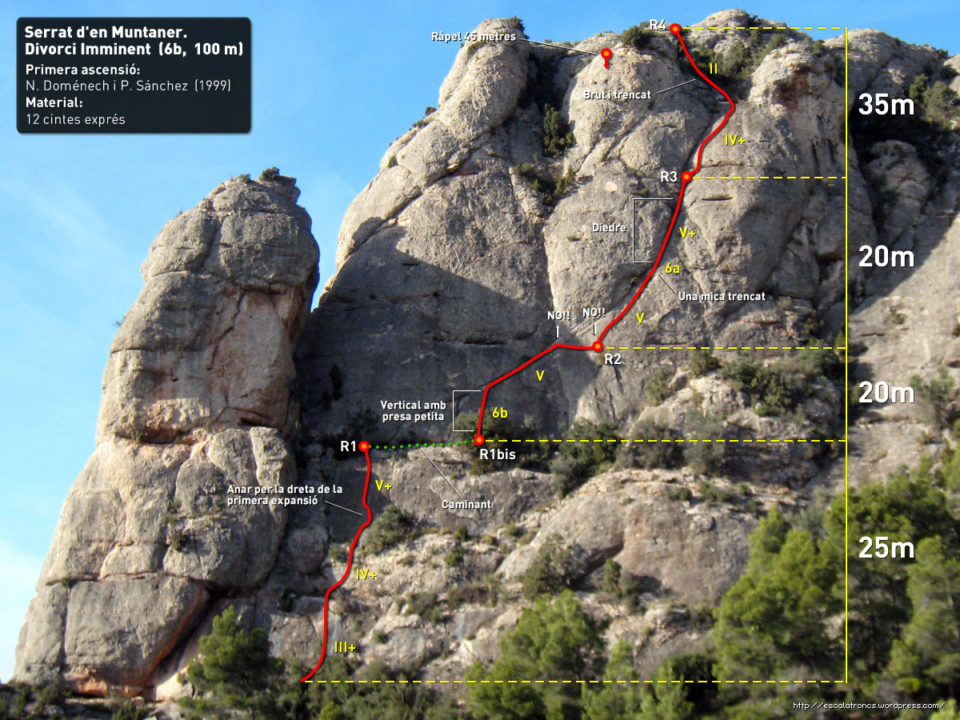 Serrat d'en Muntaner.
Divorci Imminent (6b, 100 m)
Primera ascensió:
N. Doménech i P. Sánchez (1999)
Material:
12 cintes exprés
Ràpel 45 metres
R4
II
Brut i trencat
35m
IV+
R3
Diedre
V+
20m
6a
Una mica trencat
NO!!
NO!!
V
R2
V
Vertical amb
presa petita
6b
20m
R1
R1bis
V+
Anar per la dreta de la
primera expansió
Caminant
25m
IV+
III+
http://escalatroncs.wordpress.com/